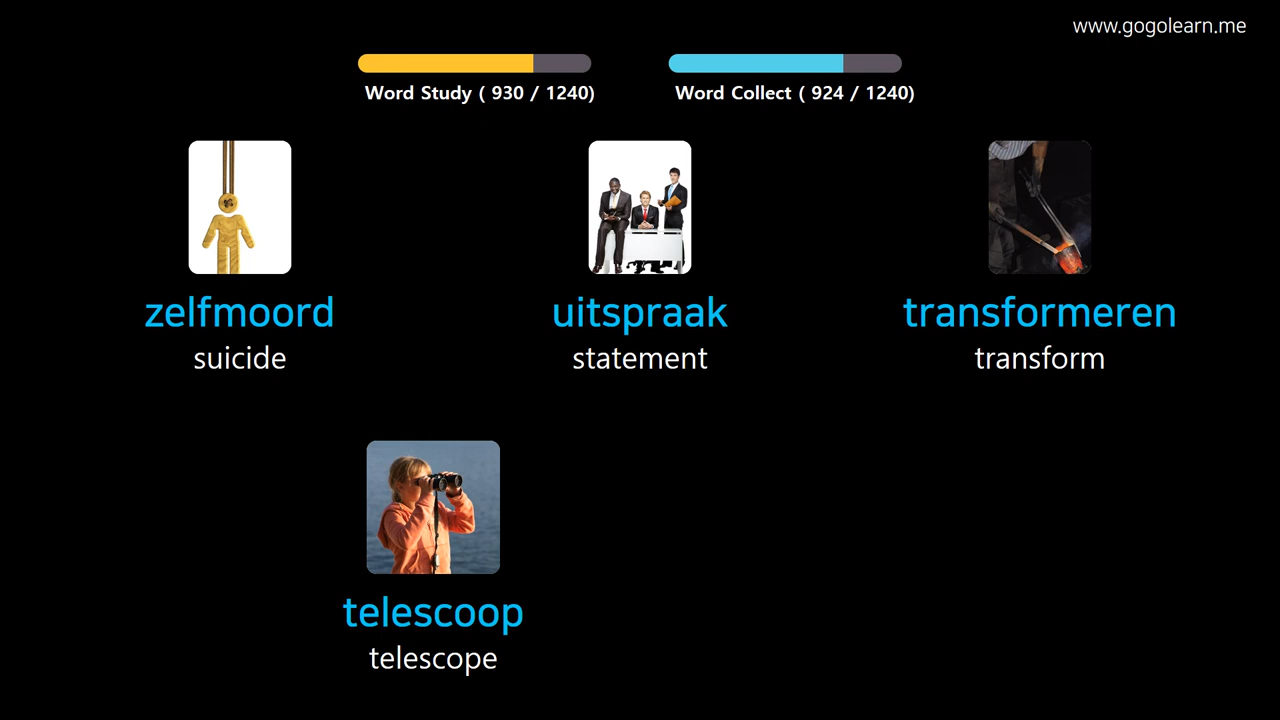 www.gogolearn.me
Word Study ( 930 / 1240)
Word Collect ( 924 / 1240)
zelfmoord
suicide
uitspraak
statement
transformeren
transform
telescoop
telescope